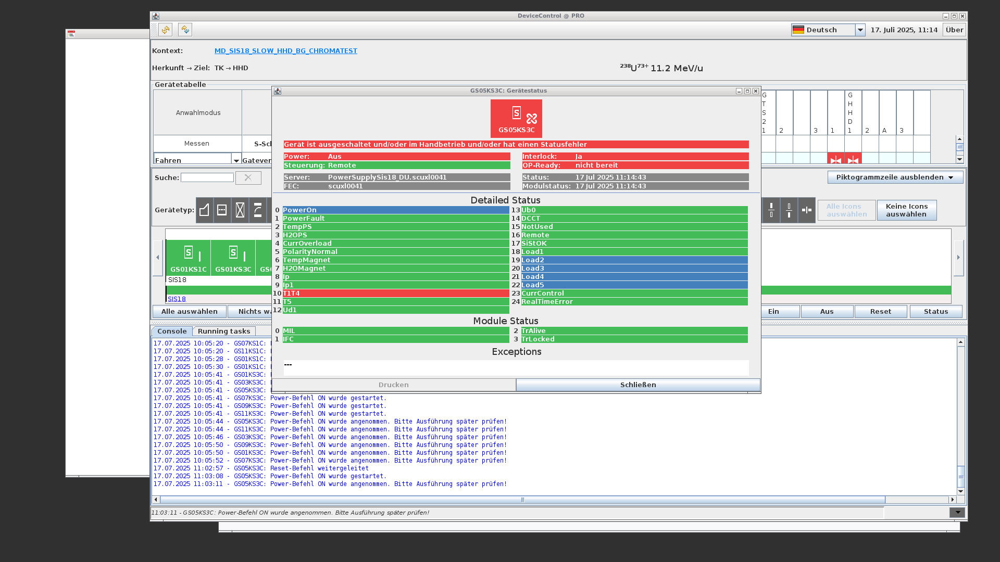 DeviceControl @ PRO
Deutsch
17. Juli 2025, 11:14
Über
Kontext: MD_SIS18_SLOW_HHD_BG_CHROMATEST
Herkunft → Ziel: TK → HHD
²³⁸U⁷³⁺ 11.2 MeV/u
Gerätetabelle
Anwahlmodus
Messen
Fahren
Gatever
G T S 2 1
2
3
1
G H H D 1
2
A
3
GS05KS3C: Gerätestatus
S
GS05KS3C
Gerät ist ausgeschaltet und/oder im Handbetrieb und/oder hat einen Statusfehler
Power: Aus
Interlock: Ja
Steuerung: Remote
OP-Ready: nicht bereit
Server: PowerSupplySis18_DU.scuxl0041
Status: 17 Jul 2025 11:14:43
FEC: scuxl0041
Modulstatus: 17 Jul 2025 11:14:43
Detailed Status
0 PowerOn
1 PowerFault
2 TempPS
3 H2OPS
4 CurrOverload
5 PolarityNormal
6 TempMagnet
7 H2OMagnet
8 Ip
9 Ip1
10 T1T4
11 T5
12 Ud1
13 Ub0
14 DCCT
15 NotUsed
16 Remote
17 SiStOK
18 Load1
19 Load2
20 Load3
21 Load4
22 Load5
23 CurrControl
24 RealTimeError
Module Status
0 MIL
1 IFC
2 TrAlive
3 TrLocked
Exceptions
---
Drucken
Schließen
Suche:
Piktogrammzeile ausblenden
Gerätetyp:
Alle Icons auswählen
Keine Icons auswählen
S
GS01KS1C
S
GS01KS3C
SIS18
SIS18
Alle auswählen
Nichts
Ein
Aus
Reset
Status
Console
Running tasks
17.07.2025 10:05:20 - GS07KS1C:
17.07.2025 10:05:20 - GS11KS1C:
17.07.2025 10:05:28 - GS01KS1C:
17.07.2025 10:05:30 - GS01KS1C:
17.07.2025 10:05:41 - GS01KS3C:
17.07.2025 10:05:41 - GS03KS3C:
17.07.2025 10:05:41 - GS05KS3C:
17.07.2025 10:05:41 - GS07KS3C: Power-Befehl ON wurde gestartet.
17.07.2025 10:05:41 - GS09KS3C: Power-Befehl ON wurde gestartet.
17.07.2025 10:05:41 - GS11KS3C: Power-Befehl ON wurde gestartet.
17.07.2025 10:05:44 - GS05KS3C: Power-Befehl ON wurde angenommen. Bitte Ausführung später prüfen!
17.07.2025 10:05:44 - GS11KS3C: Power-Befehl ON wurde angenommen. Bitte Ausführung später prüfen!
17.07.2025 10:05:46 - GS03KS3C: Power-Befehl ON wurde angenommen. Bitte Ausführung später prüfen!
17.07.2025 10:05:50 - GS09KS3C: Power-Befehl ON wurde angenommen. Bitte Ausführung später prüfen!
17.07.2025 10:05:50 - GS01KS3C: Power-Befehl ON wurde angenommen. Bitte Ausführung später prüfen!
17.07.2025 10:05:52 - GS07KS3C: Power-Befehl ON wurde angenommen. Bitte Ausführung später prüfen!
17.07.2025 11:02:57 - GS05KS3C: Reset-Befehl weitergeleitet
17.07.2025 11:03:08 - GS05KS3C: Power-Befehl ON wurde gestartet.
17.07.2025 11:03:11 - GS05KS3C: Power-Befehl ON wurde angenommen. Bitte Ausführung später prüfen!
11:03:11 - GS05KS3C: Power-Befehl ON wurde angenommen. Bitte Ausführung später prüfen!